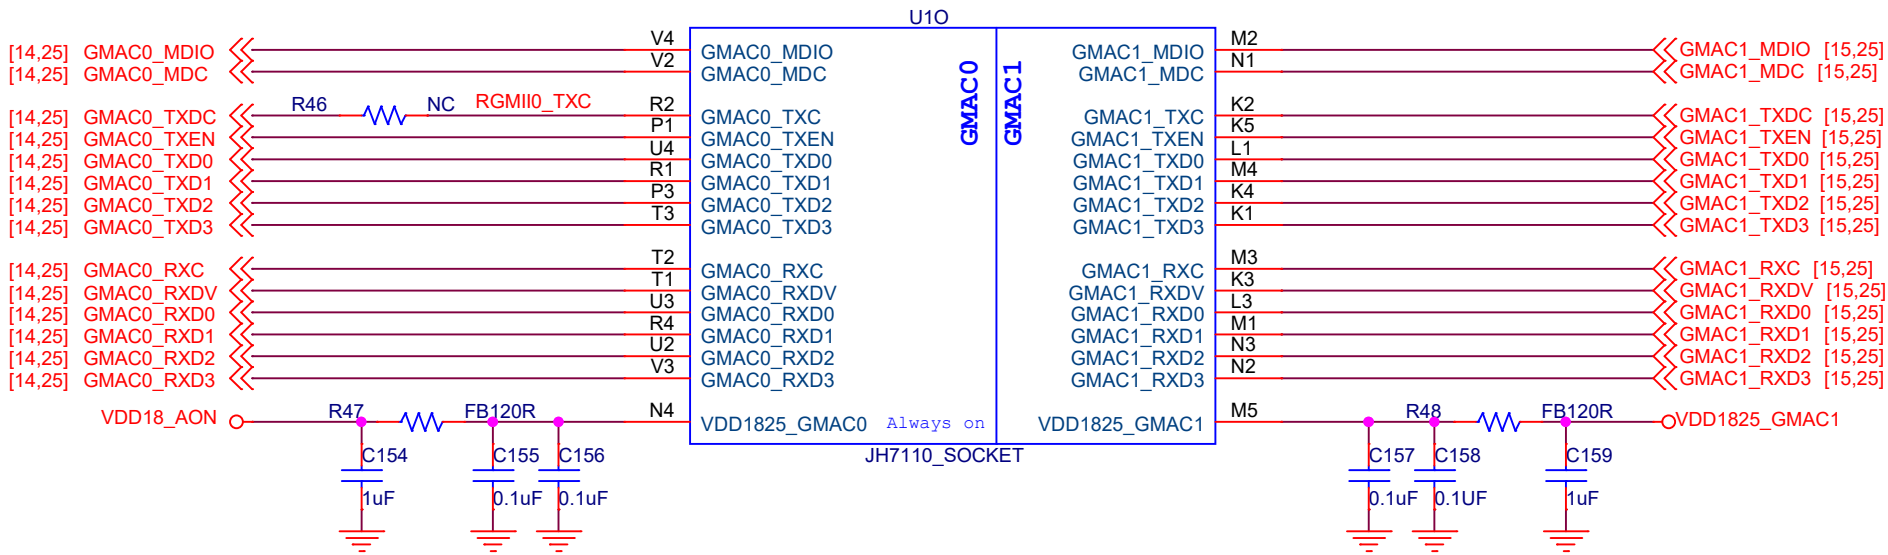 U1O
[14,25] GMAC0_MDIO V4 GMAC0_MDIO GMAC1_MDIO M2 GMAC1_MDIO [15,25]
[14,25] GMAC0_MDC V2 GMAC0_MDC GMAC1_MDC N1 GMAC1_MDC [15,25]
GMAC0 GMAC1
[14,25] GMAC0_TXDC R46 NC RGMII0_TXC R2 GMAC0_TXC GMAC1_TXC K2 GMAC1_TXDC [15,25]
[14,25] GMAC0_TXEN P1 GMAC0_TXEN GMAC1_TXEN K5 GMAC1_TXEN [15,25]
[14,25] GMAC0_TXD0 U4 GMAC0_TXD0 GMAC1_TXD0 L1 GMAC1_TXD0 [15,25]
[14,25] GMAC0_TXD1 R1 GMAC0_TXD1 GMAC1_TXD1 M4 GMAC1_TXD1 [15,25]
[14,25] GMAC0_TXD2 P3 GMAC0_TXD2 GMAC1_TXD2 K4 GMAC1_TXD2 [15,25]
[14,25] GMAC0_TXD3 T3 GMAC0_TXD3 GMAC1_TXD3 K1 GMAC1_TXD3 [15,25]
[14,25] GMAC0_RXC T2 GMAC0_RXC GMAC1_RXC M3 GMAC1_RXC [15,25]
[14,25] GMAC0_RXDV T1 GMAC0_RXDV GMAC1_RXDV K3 GMAC1_RXDV [15,25]
[14,25] GMAC0_RXD0 U3 GMAC0_RXD0 GMAC1_RXD0 L3 GMAC1_RXD0 [15,25]
[14,25] GMAC0_RXD1 R4 GMAC0_RXD1 GMAC1_RXD1 M1 GMAC1_RXD1 [15,25]
[14,25] GMAC0_RXD2 U2 GMAC0_RXD2 GMAC1_RXD2 N3 GMAC1_RXD2 [15,25]
[14,25] GMAC0_RXD3 V3 GMAC0_RXD3 GMAC1_RXD3 N2 GMAC1_RXD3 [15,25]
VDD18_AON R47 FB120R N4 VDD1825_GMAC0 Always on VDD1825_GMAC1 M5 R48 FB120R VDD1825_GMAC1
C154 C155 C156 JH7110_SOCKET C157 C158 C159
1uF 0.1uF 0.1uF 0.1uF 0.1UF 1uF